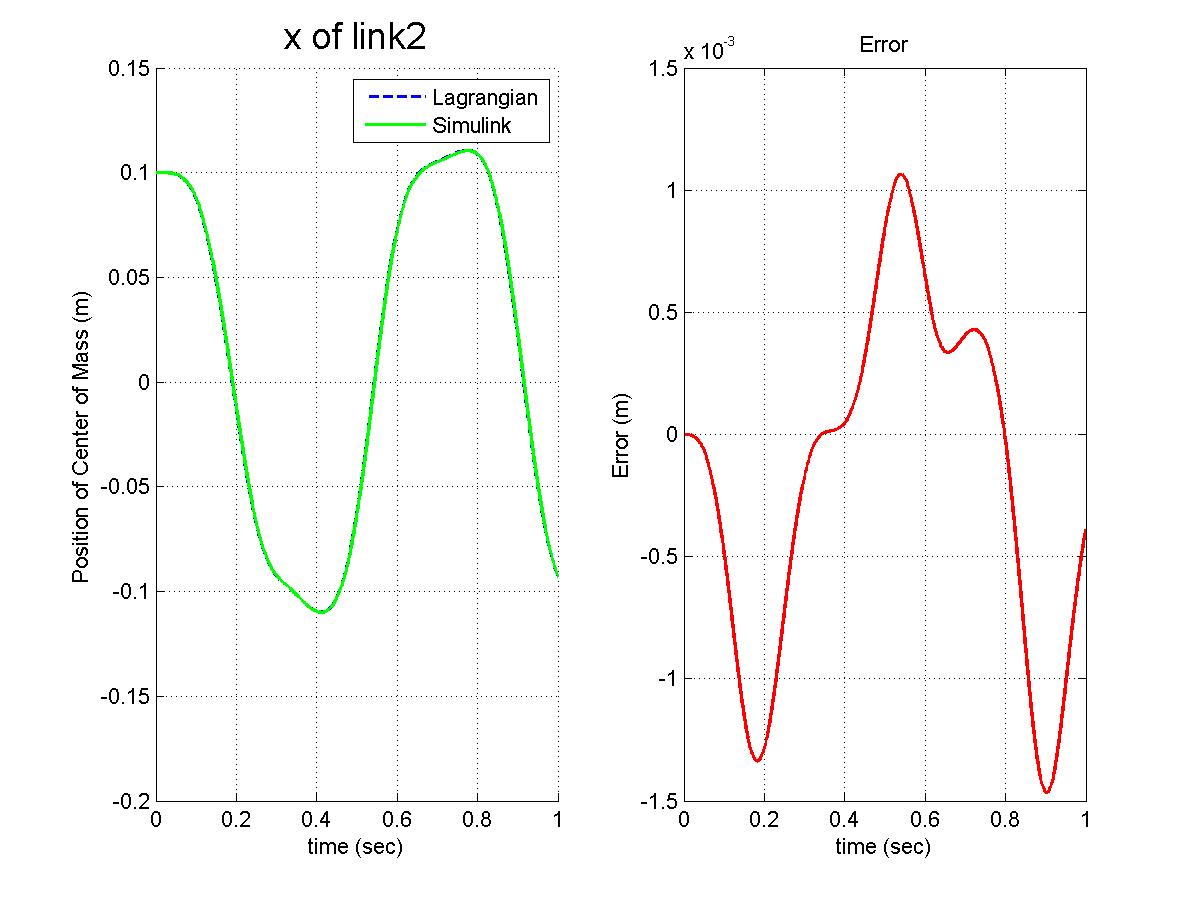 x of link2
0.15
0.1
0.05
0
-0.05
-0.1
-0.15
-0.2
0 0.2 0.4 0.6 0.8 1
time (sec)
Position of Center of Mass (m)
Lagrangian
Simulink
Error
x 10-3
1.5
1
0.5
0
-0.5
-1
-1.5
0 0.2 0.4 0.6 0.8 1
time (sec)
Error (m)